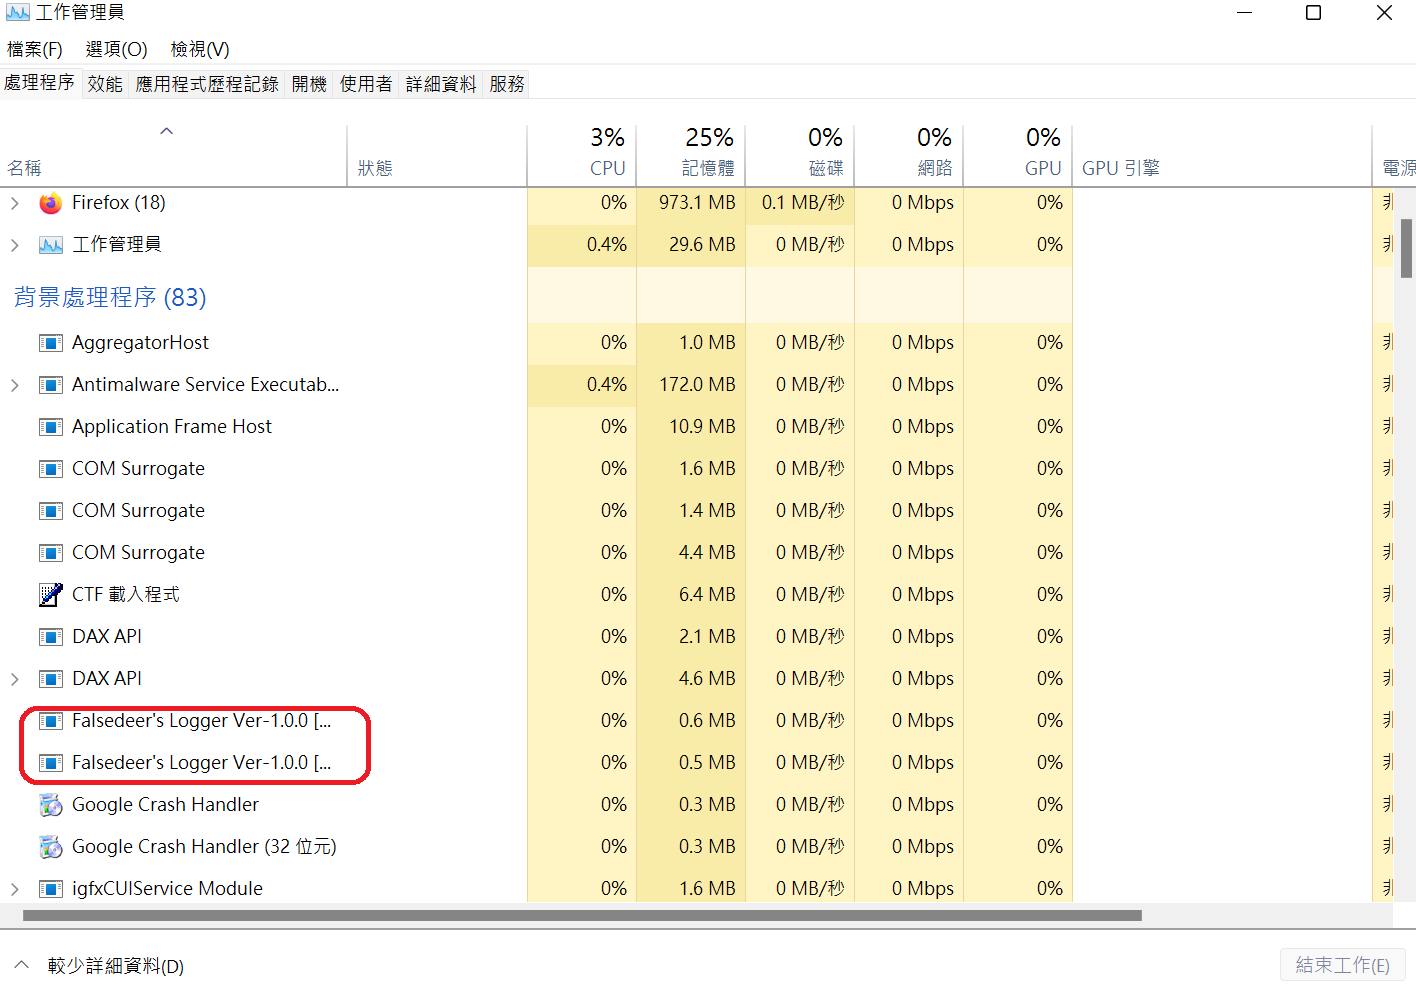 工作管理員
檔案(F) 選項(O) 檢視(V)
處理程序 效能 應用程式歷程記錄 開機 使用者 詳細資料 服務
3% 25% 0% 0% 0%
名稱 狀態 CPU 記憶體 磁碟 網路 GPU GPU 引擎 電源
Firefox (18) 0% 973.1 MB 0.1 MB/秒 0 Mbps 0% 非
工作管理員 0.4% 29.6 MB 0 MB/秒 0 Mbps 0% 非
背景處理程序 (83)
AggregatorHost 0% 1.0 MB 0 MB/秒 0 Mbps 0% 非
Antimalware Service Executab... 0.4% 172.0 MB 0 MB/秒 0 Mbps 0% 非
Application Frame Host 0% 10.9 MB 0 MB/秒 0 Mbps 0% 非
COM Surrogate 0% 1.6 MB 0 MB/秒 0 Mbps 0% 非
COM Surrogate 0% 1.4 MB 0 MB/秒 0 Mbps 0% 非
COM Surrogate 0% 4.4 MB 0 MB/秒 0 Mbps 0% 非
CTF 載入程式 0% 6.4 MB 0 MB/秒 0 Mbps 0% 非
DAX API 0% 2.1 MB 0 MB/秒 0 Mbps 0% 非
DAX API 0% 4.6 MB 0 MB/秒 0 Mbps 0% 非
Falsedeer's Logger Ver-1.0.0 [... 0% 0.6 MB 0 MB/秒 0 Mbps 0% 非
Falsedeer's Logger Ver-1.0.0 [... 0% 0.5 MB 0 MB/秒 0 Mbps 0% 非
Google Crash Handler 0% 0.3 MB 0 MB/秒 0 Mbps 0% 非
Google Crash Handler (32 位元) 0% 0.3 MB 0 MB/秒 0 Mbps 0% 非
igfxCUIService Module 0% 1.6 MB 0 MB/秒 0 Mbps 0% 非
較少詳細資料(D) 結束工作(E)